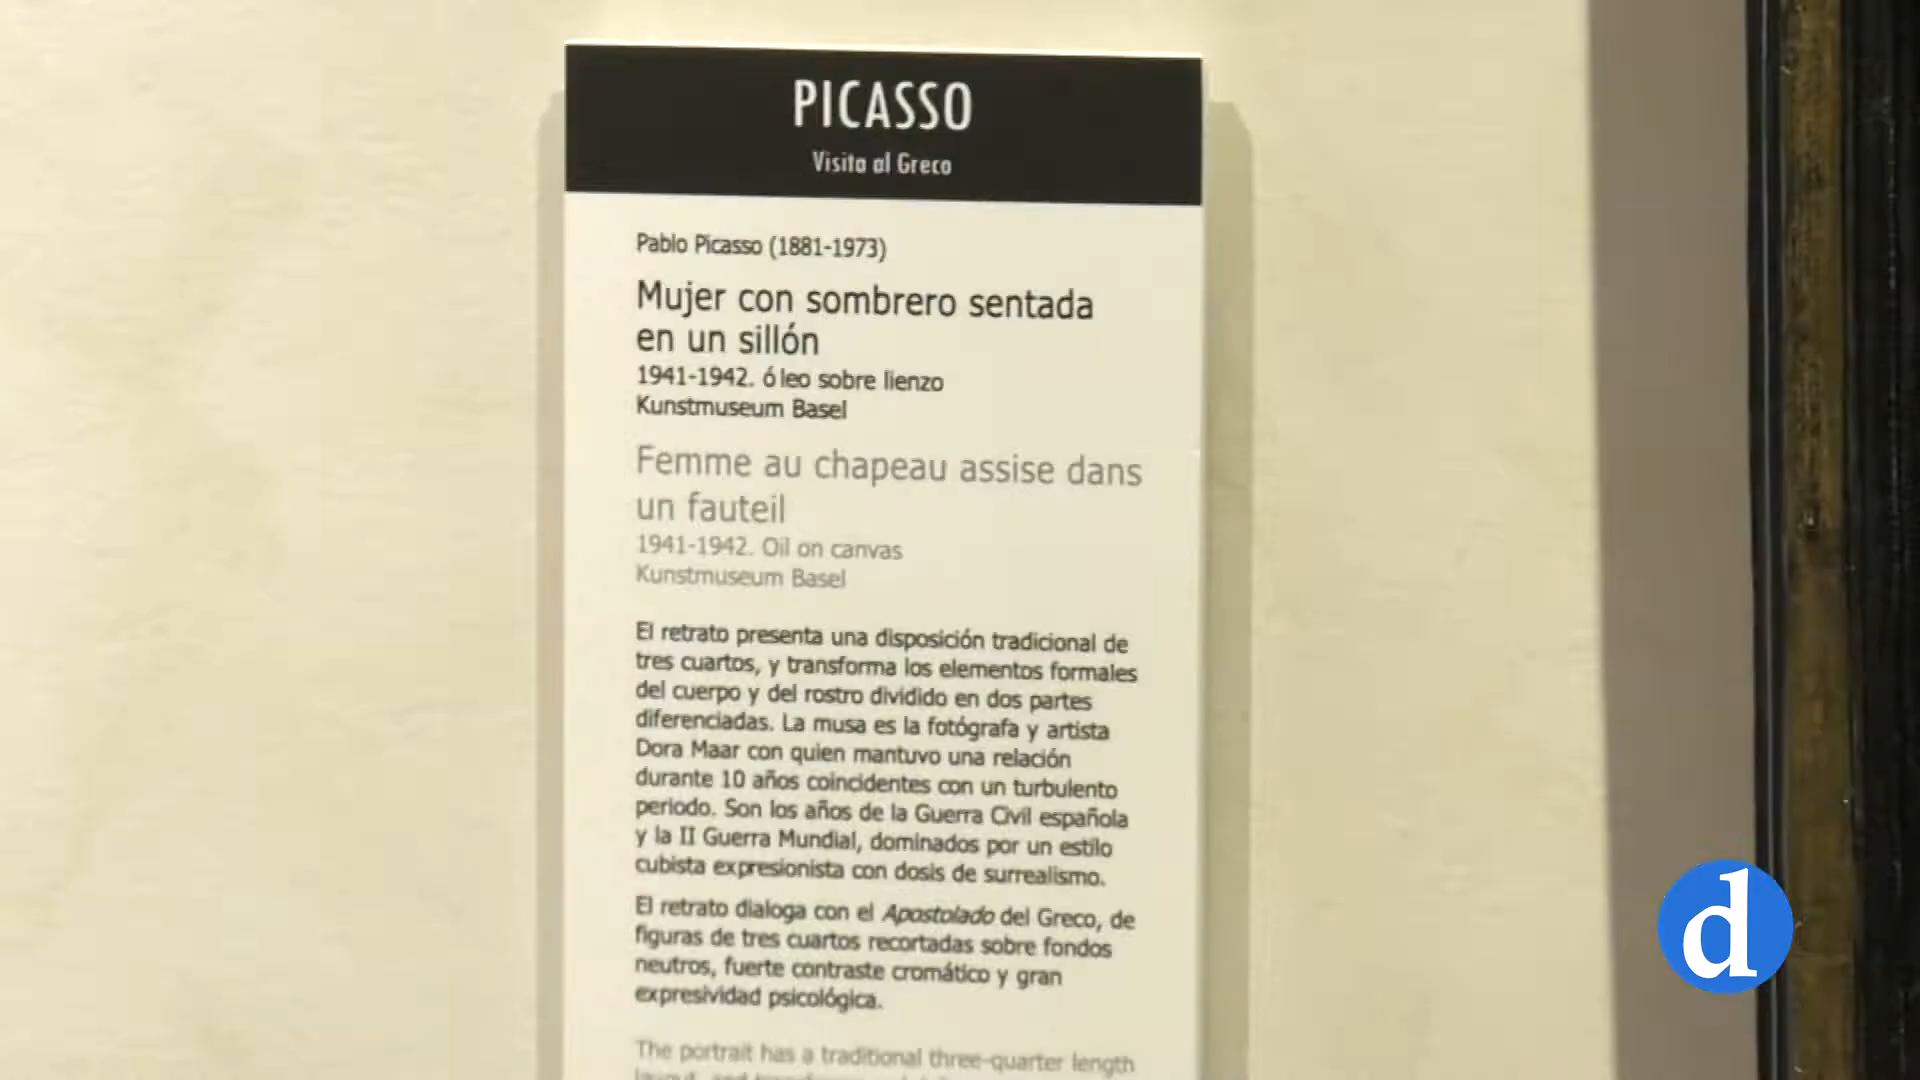 PICASSO
Visita al Greco
Pablo Picasso (1881-1973)
Mujer con sombrero sentada
en un sillón
1941-1942. óleo sobre lienzo
Kunstmuseum Basel
Femme au chapeau assise dans
un fauteil
1941-1942. Oil on canvas
Kunstmuseum Basel
El retrato presenta una disposición tradicional de
tres cuartos, y transforma los elementos formales
del cuerpo y del rostro dividido en dos partes
diferenciadas. La musa es la fotógrafa y artista
Dora Maar con quien mantuvo una relación
durante 10 años coincidentes con un turbulento
periodo. Son los años de la Guerra Civil española
y la II Guerra Mundial, dominados por un estilo
cubista expresionista con dosis de surrealismo.
El retrato dialoga con el Apostolado del Greco, de
figuras de tres cuartos recortadas sobre fondos
neutros, fuerte contraste cromático y gran
expresividad psicológica.
The portrait has a traditional three-quarter length
d